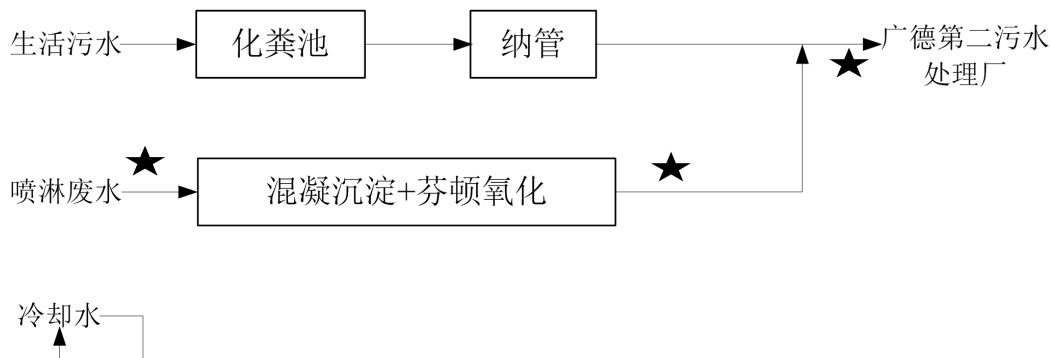 生活污水
化粪池
纳管
广德第二污水
处理厂
喷淋废水
混凝沉淀+芬顿氧化
冷却水